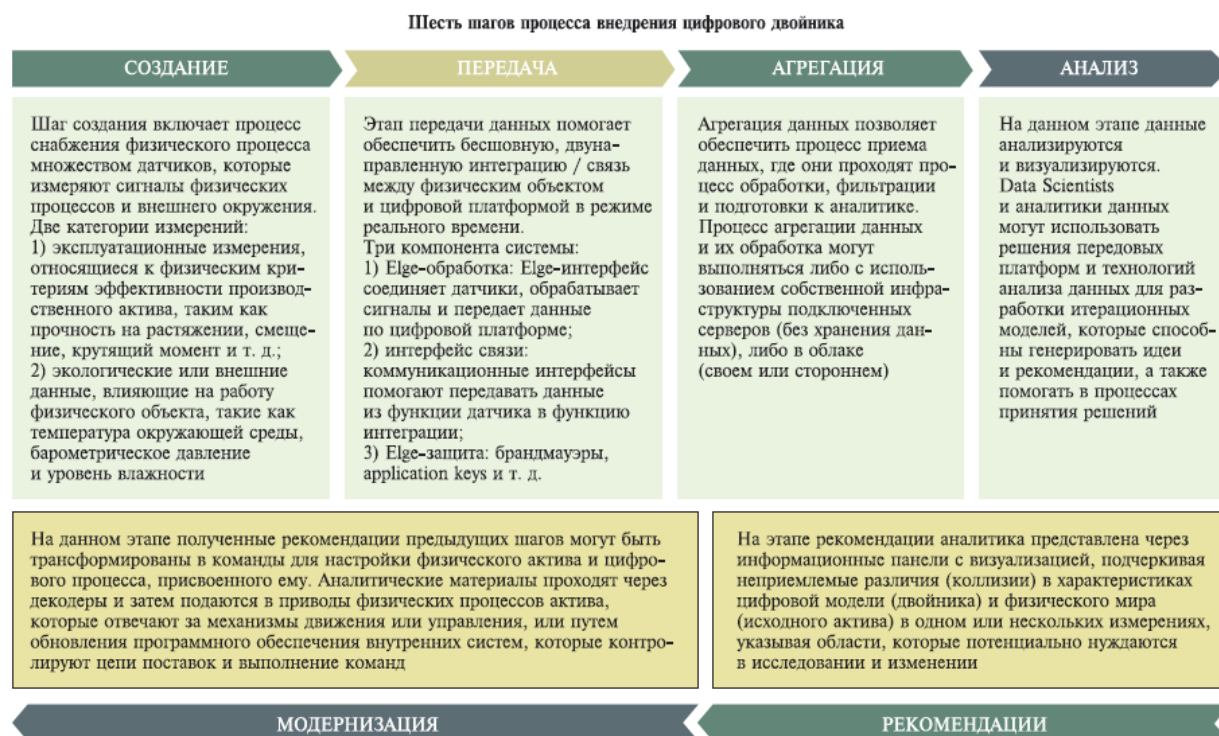 Шесть шагов процесса внедрения цифрового двойника
СОЗДАНИЕ
Шаг создания включает процесс
снабжения физического процесса
множеством датчиков, которые
измеряют сигналы физических
процессов и внешнего окружения.
Две категории измерений:
1) эксплуатационные измерения,
относящиеся к физическим кри-
териям эффективности производ-
ственного актива, таким как
прочность на растяжении, смеще-
ние, крутящий момент и т. д.;
2) экологические или внешние
данные, влияющие на работу
физического объекта, такие как
температура окружающей среды,
барометрическое давление
и уровень влажности
ПЕРЕДАЧА
Этап передачи данных помогает
обеспечить бесшовную, двуна-
правленную интеграцию / связь
между физическим объектом
и цифровой платформой в режиме
реального времени.
Три компонента системы:
1) Elge-обработка: Elge-интерфейс
соединяет датчики, обрабатывает
сигналы и передает данные
по цифровой платформе;
2) интерфейс связи:
коммуникационные интерфейсы
помогают передавать данные
из функции датчика в функцию
интеграции;
3) Elge-защита: брандмауэры,
application keys и т. д.
АГРЕГАЦИЯ
Агрегация данных позволяет
обеспечить процесс приема
данных, где они проходят про-
цесс обработки, фильтрации
и подготовки к аналитике.
Процесс агрегации данных
и их обработка могут
выполняться либо с исполь-
зованием собственной инфра-
структуры подключенных
серверов (без хранения дан-
ных), либо в облаке
(своем или стороннем)
АНАЛИЗ
На данном этапе данные
анализируются
и визуализируются.
Data Scientists
и аналитики данных
могут использовать
решения передовых
платформ и технологий
анализа данных для раз-
работки итерационных
моделей, которые способ-
ны генерировать идеи
и рекомендации, а также
помогать в процессах
принятия решений
На данном этапе полученные рекомендации предыдущих шагов могут быть
трансформированы в команды для настройки физического актива и цифро-
вого процесса, присвоенного ему. Аналитические материалы проходят через
декодеры и затем подаются в приводы физических процессов актива,
которые отвечают за механизмы движения или управления, или путем
обновления программного обеспечения внутренних систем, которые контро-
лируют цепи поставок и выполнение команд
МОДЕРНИЗАЦИЯ
На этапе рекомендации аналитика представлена через
информационные панели с визуализацией, подчеркивая
неприемлемые различия (коллизии) в характеристиках
цифровой модели (двойника) и физического мира
(исходного актива) в одном или нескольких измерениях,
указывая области, которые потенциально нуждаются
в исследовании и изменении
РЕКОМЕНДАЦИИ